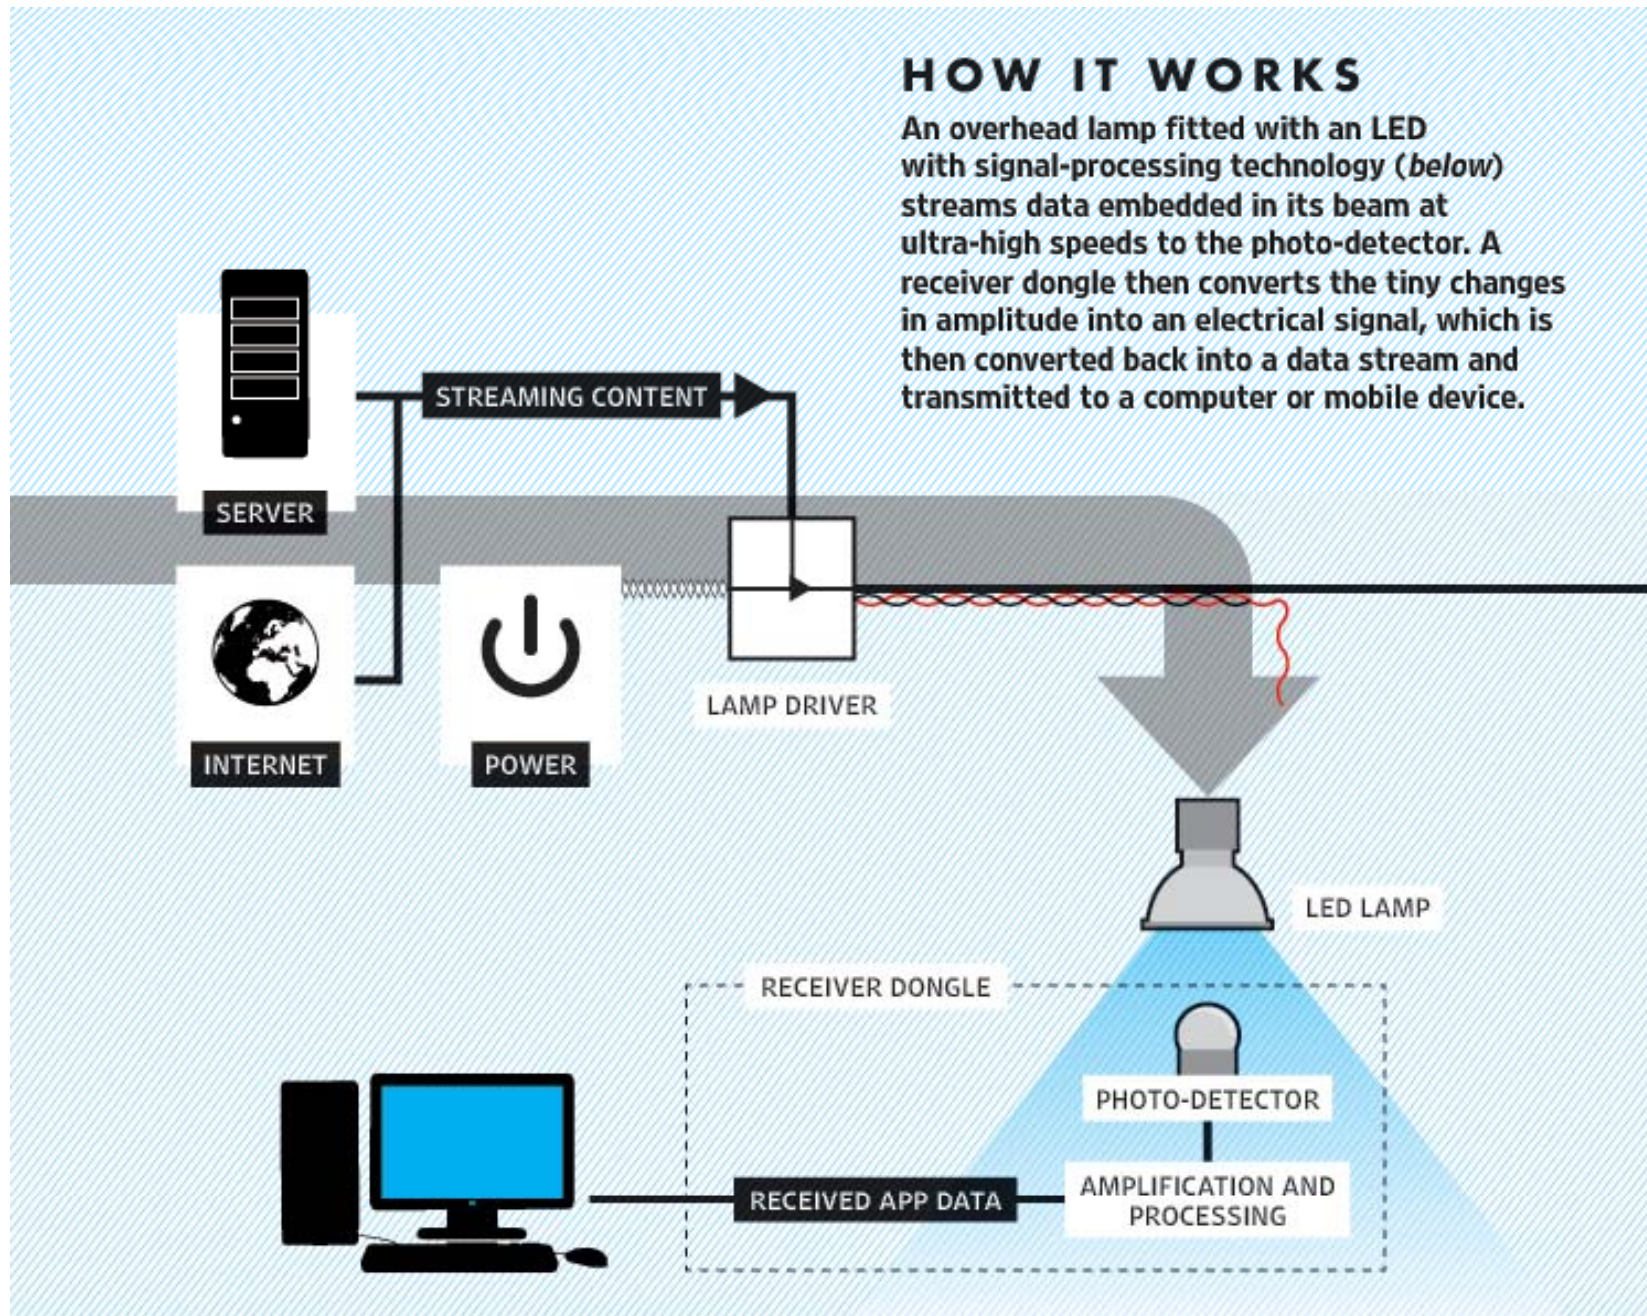 HOW IT WORKS
An overhead lamp fitted with an LED
with signal-processing technology (below)
streams data embedded in its beam at
ultra-high speeds to the photo-detector. A
receiver dongle then converts the tiny changes
in amplitude into an electrical signal, which is
then converted back into a data stream and
transmitted to a computer or mobile device.
STREAMING CONTENT
SERVER
LAMP DRIVER
INTERNET
POWER
LED LAMP
RECEIVER DONGLE
PHOTO-DETECTOR
AMPLIFICATION AND
PROCESSING
RECEIVED APP DATA